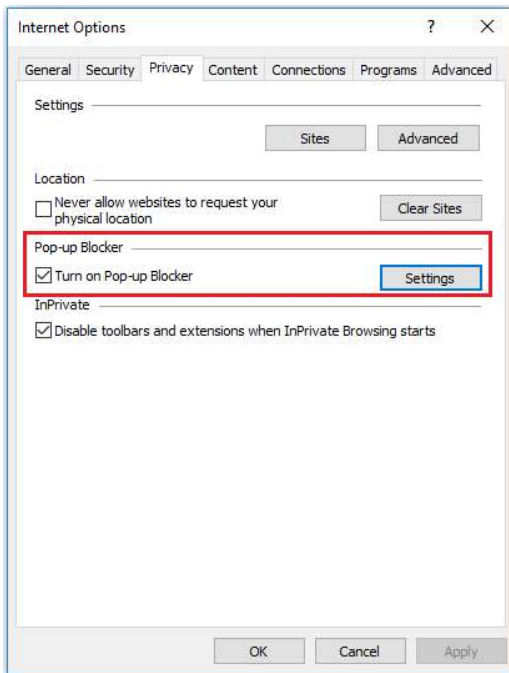 Internet Options ?
General Security Privacy Content Connections Programs Advanced
Settings
Sites Advanced
Location
Never allow websites to request your
physical location
Clear Sites
Pop-up Blocker
Turn on Pop-up Blocker Settings
InPrivate
Disable toolbars and extensions when InPrivate Browsing starts
OK Cancel Apply